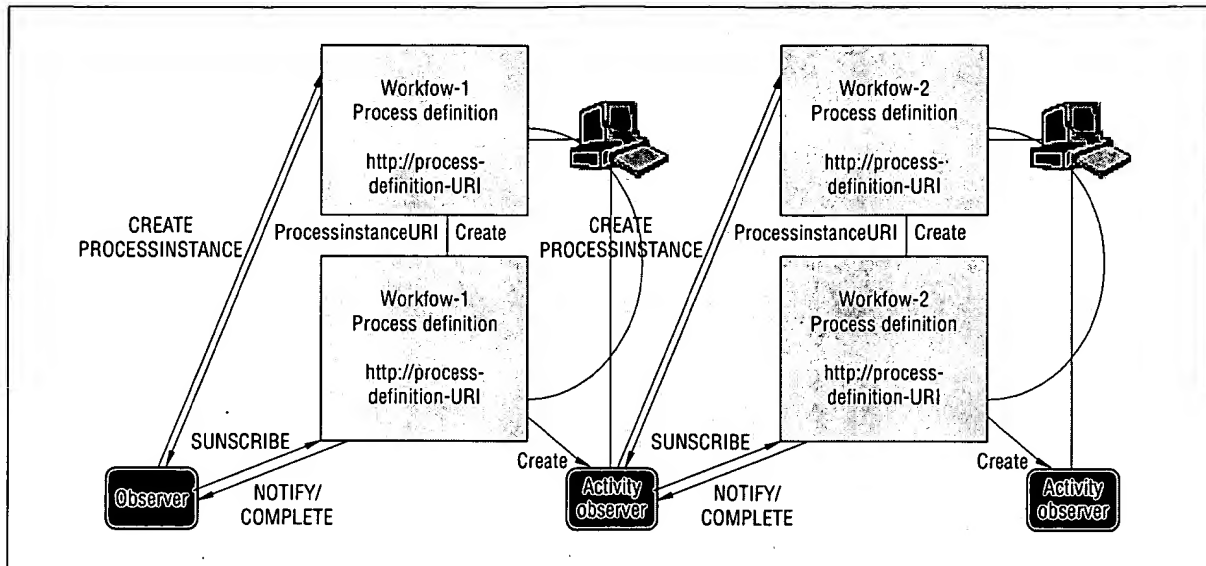 Workfow-1
Process definition
http://process-
definition-URI
Workfow-2
Process definition
http://process-
definition-URI
CREATE
PROCESSINSTANCE
ProcessinstanceURI
Create
CREATE
PROCESSINSTANCE
ProcessinstanceURI
Create
Workfow-1
Process definition
http://process-
definition-URI
Workfow-2
Process definition
http://process-
definition-URI
SUNSCRIBE
Create
SUNSCRIBE
Create
Observer
NOTIFY/
COMPLETE
Activity
observer
NOTIFY/
COMPLETE
Activity
observer